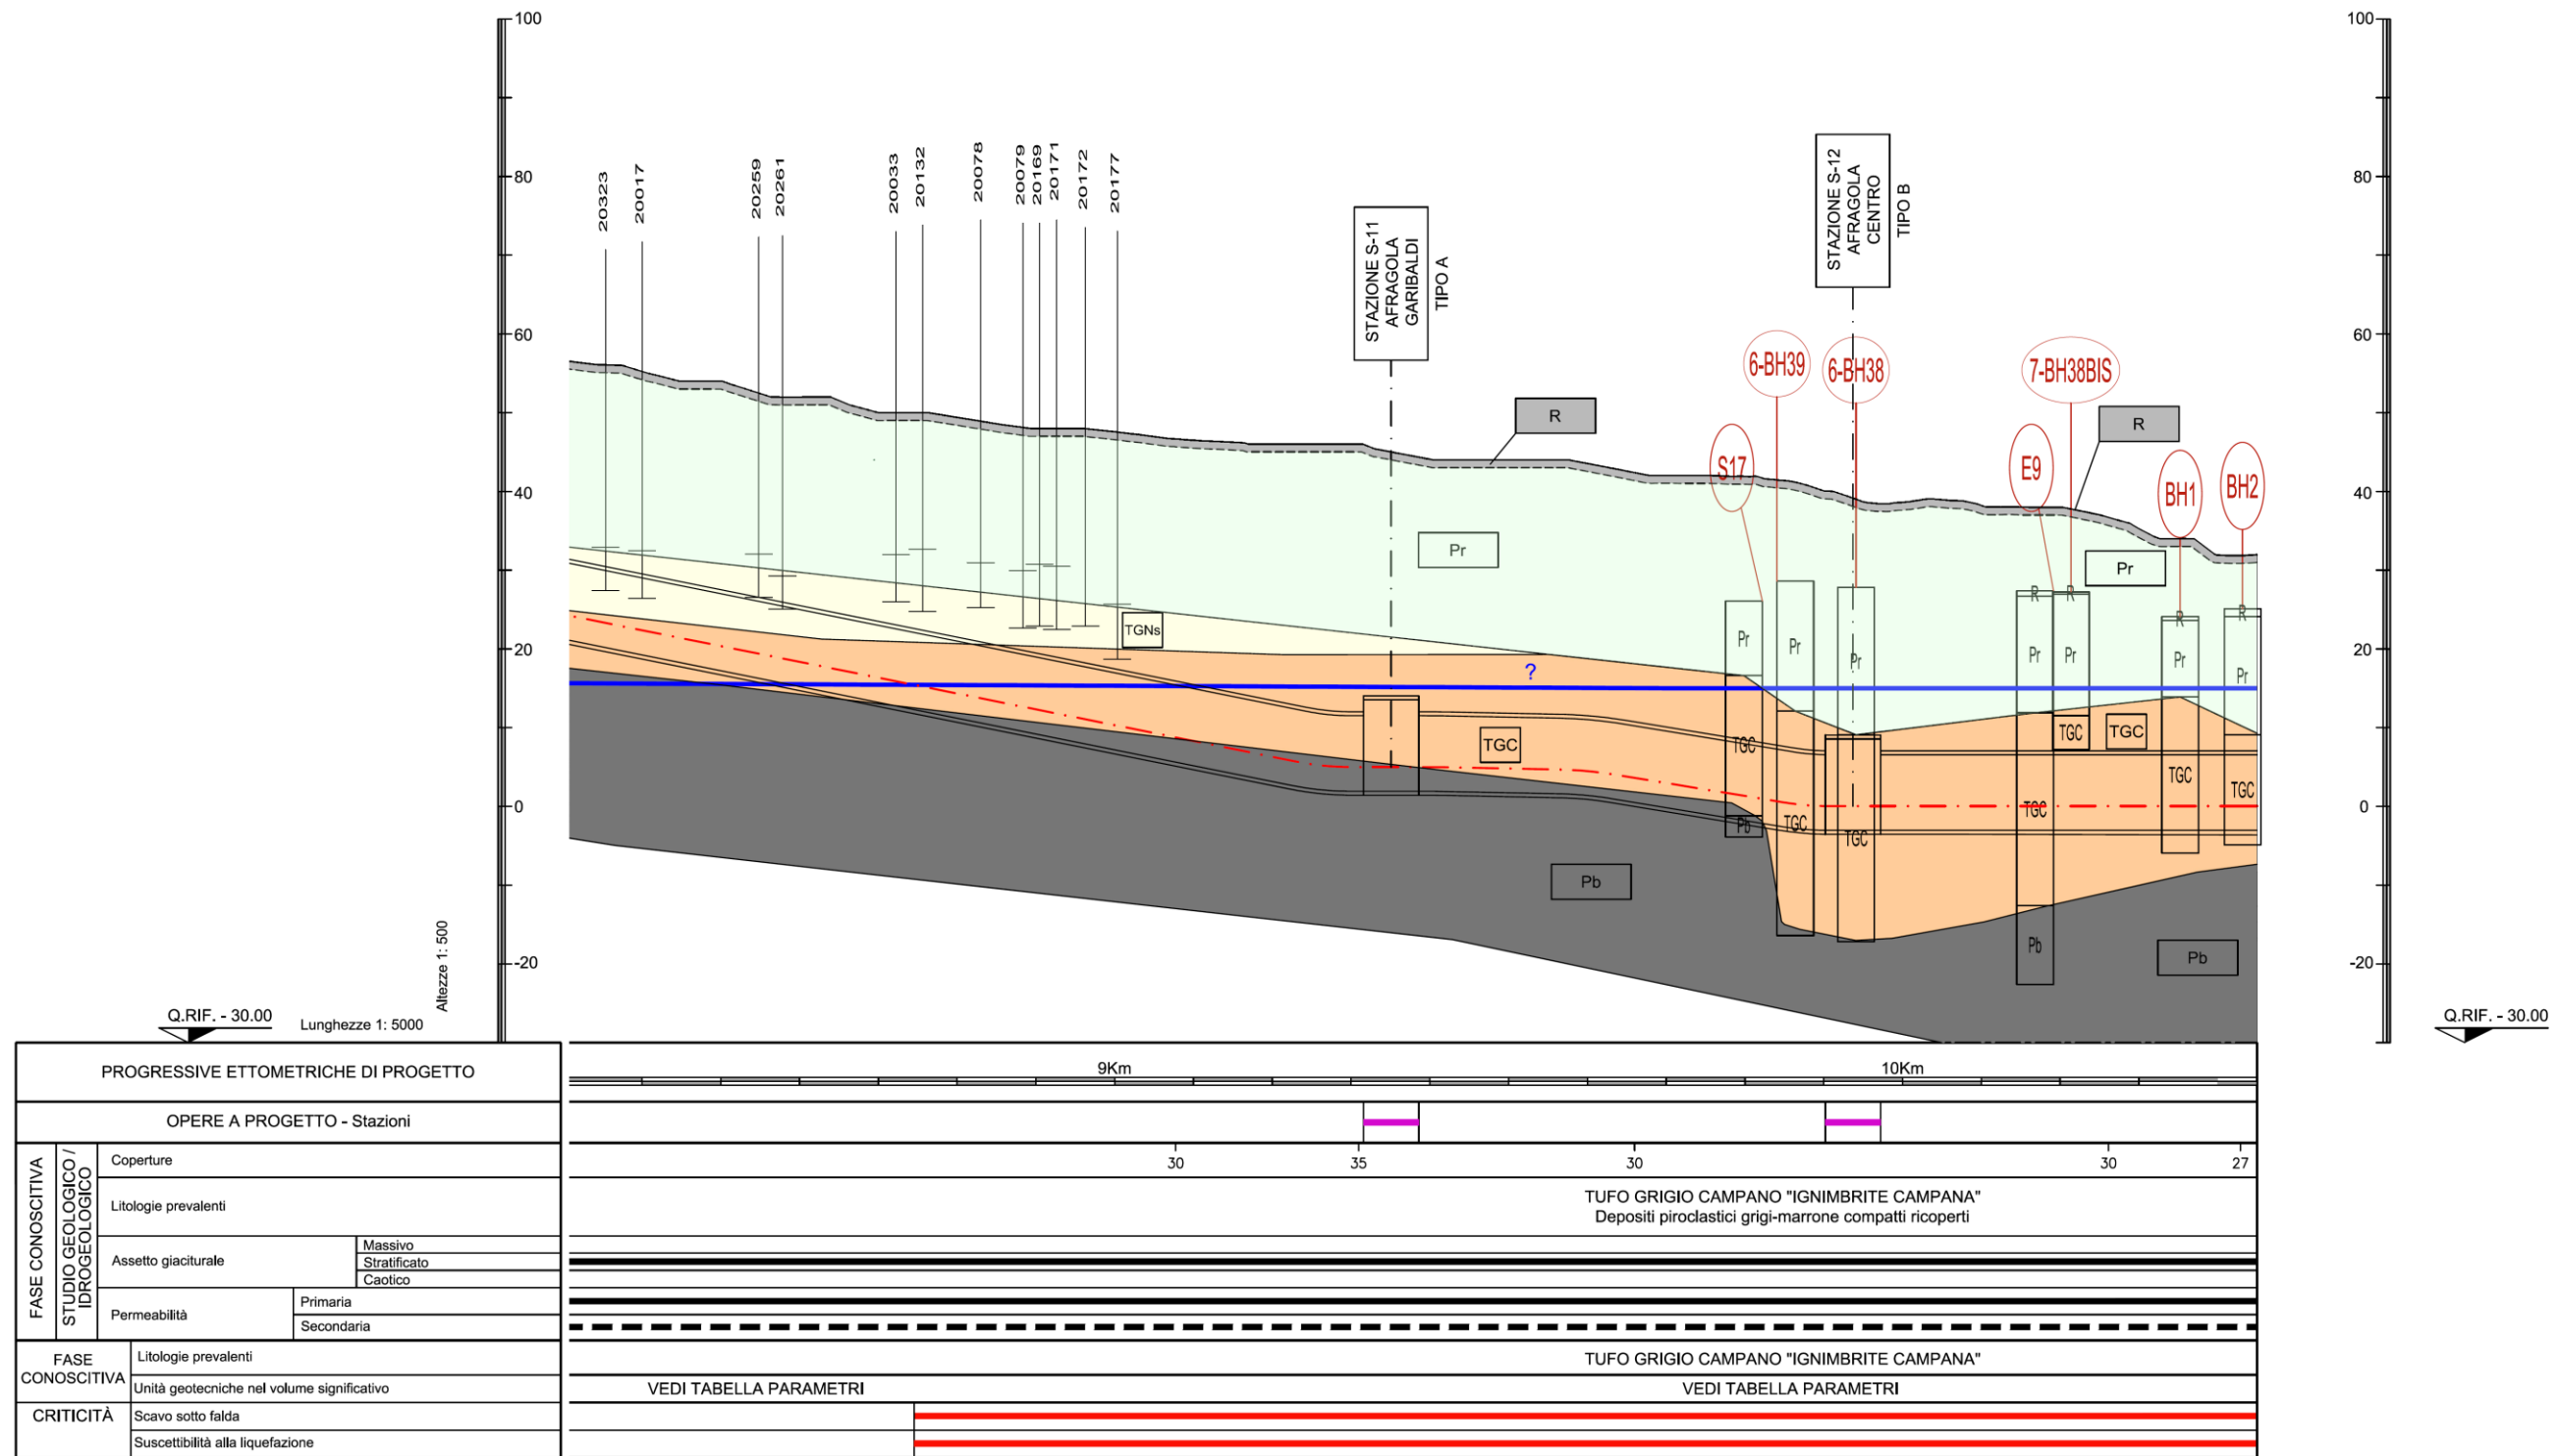 100
80
60
40
20
0
-20
100
80
60
40
20
0
-20
20323
20017
20259
20261
20033
20132
20078
20079
20169
20171
20172
20177
STAZIONE S-11
AFRAGOLA
GARIBALDI
TIPO A
STAZIONE S-12
AFRAGOLA
CENTRO
TIPO B
6-BH39
6-BH38
7-BH38BIS
S17
E9
BH1
BH2
R
R
Pr
Pr
TGNs
?
TGC
TGC
Pb
Pb
Pr
TGC
Pb
Pr
TGC
Pr
TGC
R
Pr
TGC
Pb
R
Pr
TGC
R
Pr
TGC
R
Pr
TGC
Altezze 1: 500
Lunghezze 1: 5000
Q.RIF. - 30.00
Q.RIF. - 30.00
PROGRESSIVE ETTOMETRICHE DI PROGETTO
9Km
10Km
OPERE A PROGETTO - Stazioni
FASE CONOSCITIVA
STUDIO GEOLOGICO /
IDROGEOLOGICO
Coperture
30
35
30
30
27
Litologie prevalenti
TUFO GRIGIO CAMPANO "IGNIMBRITE CAMPANA"
Depositi piroclastici grigi-marrone compatti ricoperti
Assetto giaciturale
Massivo
Stratificato
Caotico
Permeabilità
Primaria
Secondaria
FASE
CONOSCITIVA
Litologie prevalenti
TUFO GRIGIO CAMPANO "IGNIMBRITE CAMPANA"
Unità geotecniche nel volume significativo
VEDI TABELLA PARAMETRI
VEDI TABELLA PARAMETRI
CRITICITÀ
Scavo sotto falda
Suscettibilità alla liquefazione